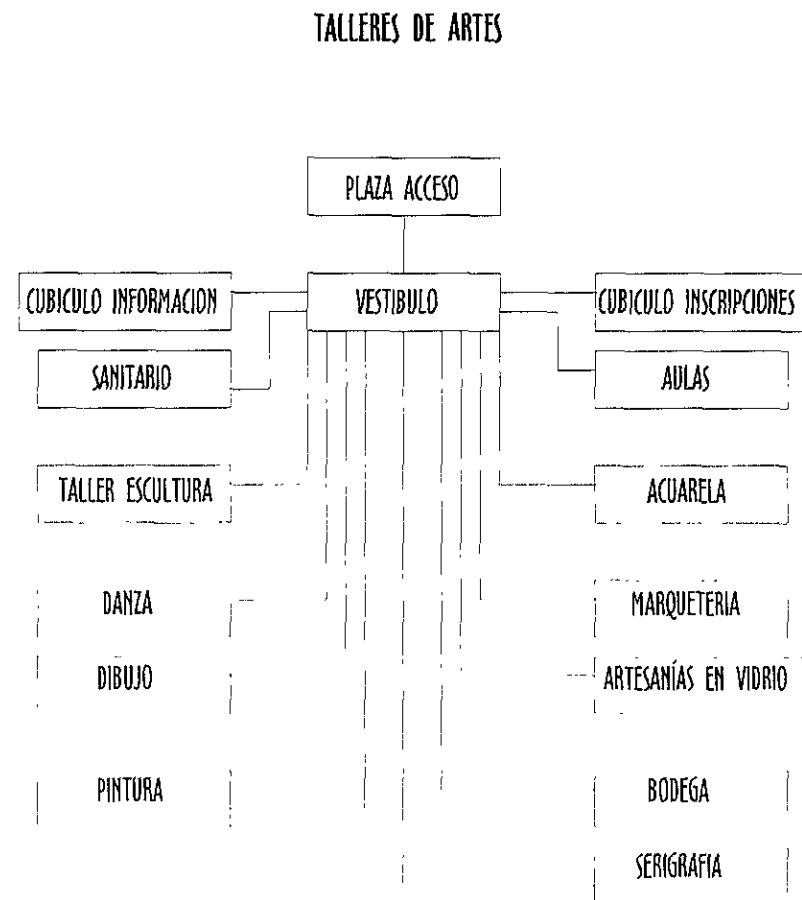 TALLERES DE ARTES
PLAZA ACCESO
CUBICULO INFORMACION
VESTIBULO
CUBICULO INSCRIPCIONES
SANITARIO
AULAS
TALLER ESCULTURA
ACUARELA
DANZA
MARQUETERIA
DIBUJO
ARTESANÍAS EN VIDRIO
PINTURA
BODEGA
SERIGRAFIA